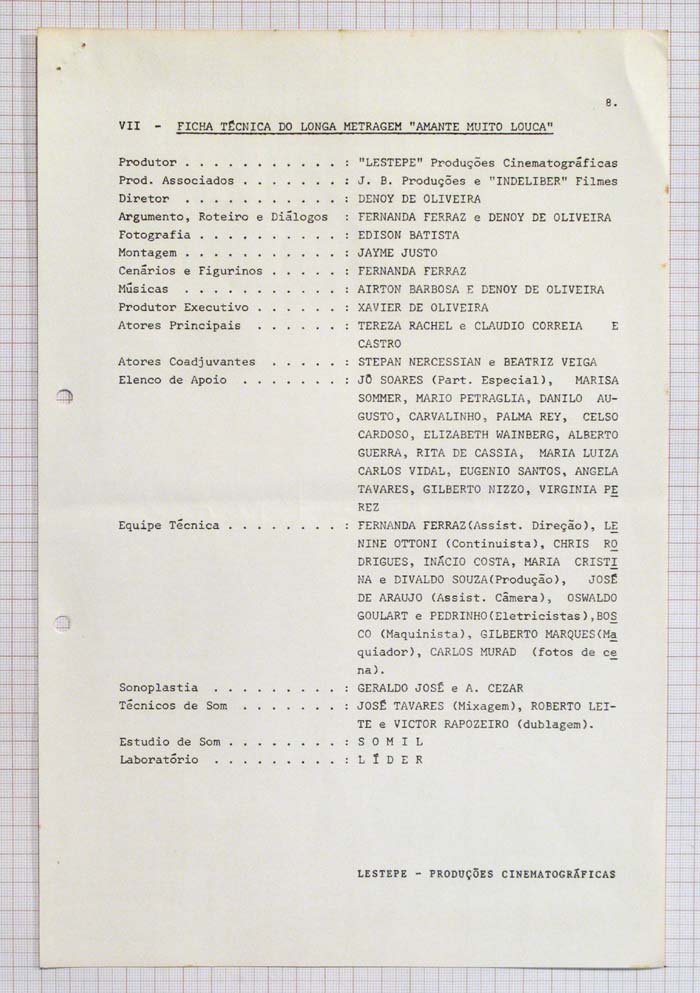 8.
VII - FICHA TÉCNICA DO LONGA METRAGEM "AMANTE MUITO LOUCA"
Produtor . . . . . . . . . . . : "LESTEPE" Produções Cinematográficas
Prod. Associados . . . . . . . : J. B. Produções e "INDELIBER" Filmes
Diretor . . . . . . . . . . . : DENOY DE OLIVEIRA
Argumento, Roteiro e Diálogos : FERNANDA FERRAZ e DENOY DE OLIVEIRA
Fotografia . . . . . . . . . . : EDISON BATISTA
Montagem . . . . . . . . . . . : JAYME JUSTO
Cenários e Figurinos . . . . . : FERNANDA FERRAZ
Músicas . . . . . . . . . . . : AIRTON BARBOSA E DENOY DE OLIVEIRA
Produtor Executivo . . . . . . : XAVIER DE OLIVEIRA
Atores Principais . . . . . . : TEREZA RACHEL e CLAUDIO CORREIA E
CASTRO
Atores Coadjuvantes . . . . . : STEPAN NERCESSIAN e BEATRIZ VEIGA
Elenco de Apoio . . . . . . . : JÔ SOARES (Part. Especial), MARISA
SOMMER, MARIO PETRAGLIA, DANILO AU-
GUSTO, CARVALINHO, PALMA REY, CELSO
CARDOSO, ELIZABETH WAINBERG, ALBERTO
GUERRA, RITA DE CASSIA, MARIA LUIZA
CARLOS VIDAL, EUGENIO SANTOS, ANGELA
TAVARES, GILBERTO NIZZO, VIRGINIA PE
REZ
Equipe Técnica . . . . . . . . : FERNANDA FERRAZ(Assist. Direção), LE
NINE OTTONI (Continuista), CHRIS RO
DRIGUES, INÁCIO COSTA, MARIA CRISTI
NA e DIVALDO SOUZA(Produção), JOSÉ
DE ARAUJO (Assist. Câmera), OSWALDO
GOULART e PEDRINHO(Eletricistas),BOS
CO (Maquinista), GILBERTO MARQUES(Ma
quiador), CARLOS MURAD (fotos de ce
na).
Sonoplastia . . . . . . . . . : GERALDO JOSÉ e A. CEZAR
Técnicos de Som . . . . . . . : JOSÉ TAVARES (Mixagem), ROBERTO LEI-
TE e VICTOR RAPOZEIRO (dublagem).
Estudio de Som . . . . . . . . : S O M I L
Laboratório . . . . . . . . . : L Í D E R
LESTEPE - PRODUÇÕES CINEMATOGRÁFICAS